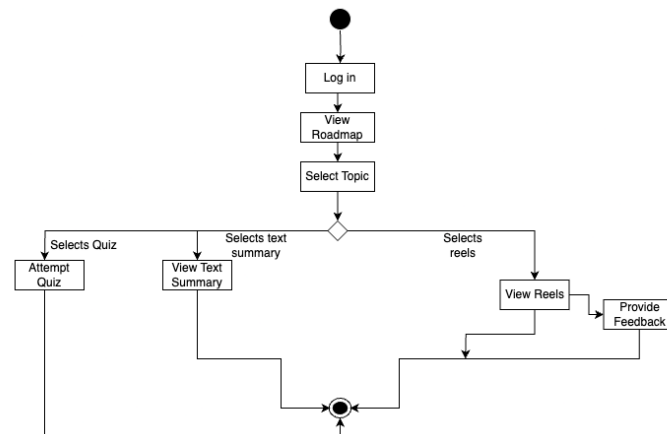 Log in
View
Roadmap
Select Topic
Selects Quiz
Selects text
summary
Selects
reels
Attempt
Quiz
View Text
Summary
View Reels
Provide
Feedback